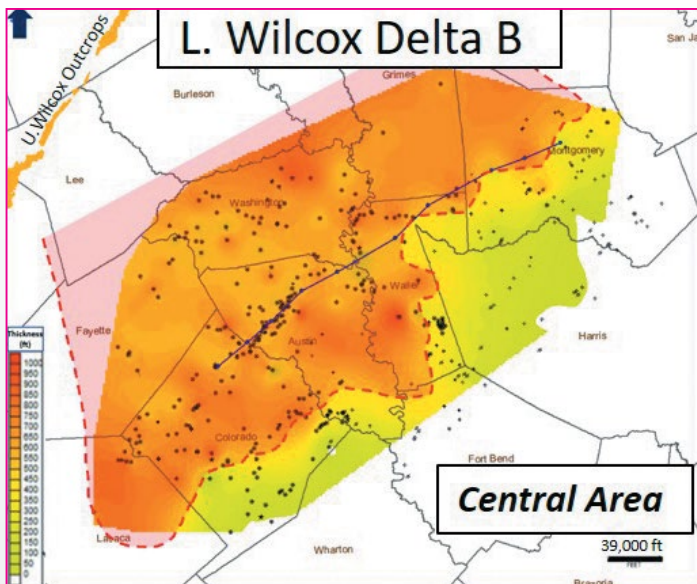 L. Wilcox Delta B
U.Wilcox Outcrops
Grimes
San Ja
Burleson
Montgomery
Lee
Washington
Waller
Fayette
Austin
Harris
Thickness
(ft)
1000
950
900
850
800
750
700
650
600
550
500
450
400
350
300
250
200
150
100
50
0
Colorado
Fort Bend
Central Area
Lavaca
Wharton
39,000 ft
FEET
Brazoria